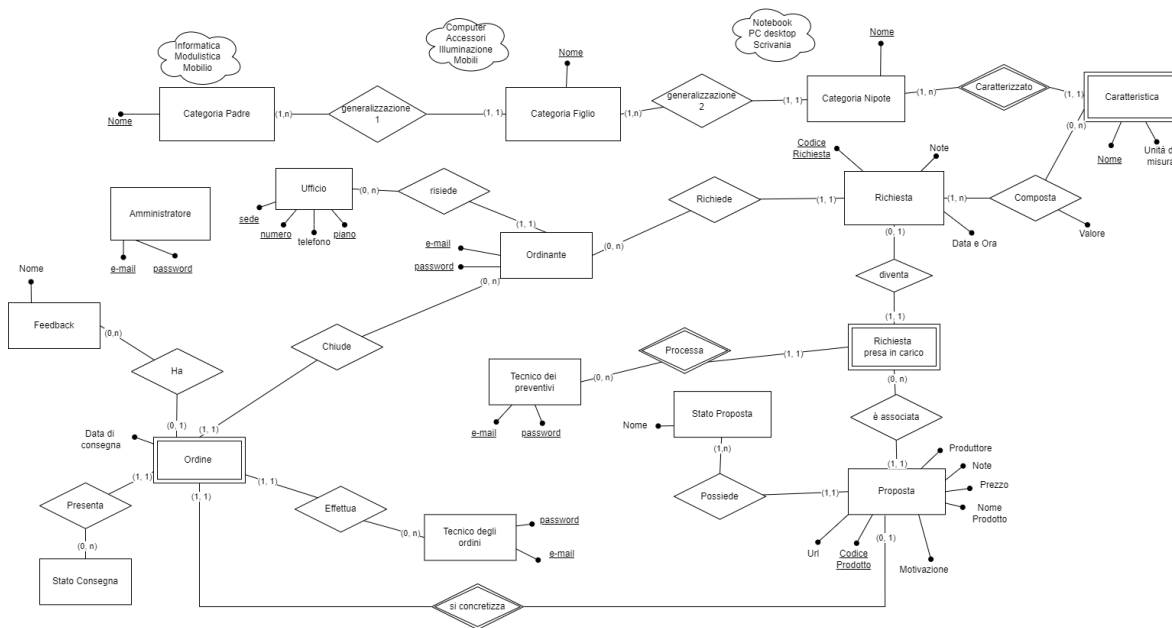 Informatica
Modulistica
Mobilio
Computer
Accessori
Illuminazione
Mobili
Notebook
PC desktop
Scrivania
Nome
Nome
Nome
Categoria Padre
(1,n)
generalizzazione
1
(1, 1)
Categoria Figlio
(1,n)
generalizzazione
2
(1, 1)
Categoria Nipote
(1, n)
Caratterizzato
(1, 1)
Caratteristica
(0, n)
Nome
Unità di
misura
Codice
Richiesta
Note
Ufficio
(0, n)
risiede
(1, 1)
sede
numero
telefono
piano
Richiede
(0, n)
(1, 1)
Richiesta
(1, n)
Composta
Valore
Data e Ora
(0, 1)
Amministratore
e-mail
password
e-mail
password
Ordinante
(0, n)
diventa
(1, 1)
Nome
Feedback
(0,n)
Ha
(0, 1)
Chiude
(1, 1)
Tecnico dei
preventivi
(0, n)
Processa
(1, 1)
Richiesta
presa in carico
(0, n)
e-mail
password
Nome
Stato Proposta
(1,n)
Possiede
(1,1)
è associata
(1, 1)
Proposta
Produttore
Note
Prezzo
Nome
Prodotto
Url
Codice
Prodotto
Motivazione
(0, 1)
Data di
consegna
Ordine
(1, 1)
(1, 1)
(1, 1)
Presenta
(0, n)
Stato Consegna
Effettua
(0, n)
Tecnico degli
ordini
password
e-mail
si concretizza